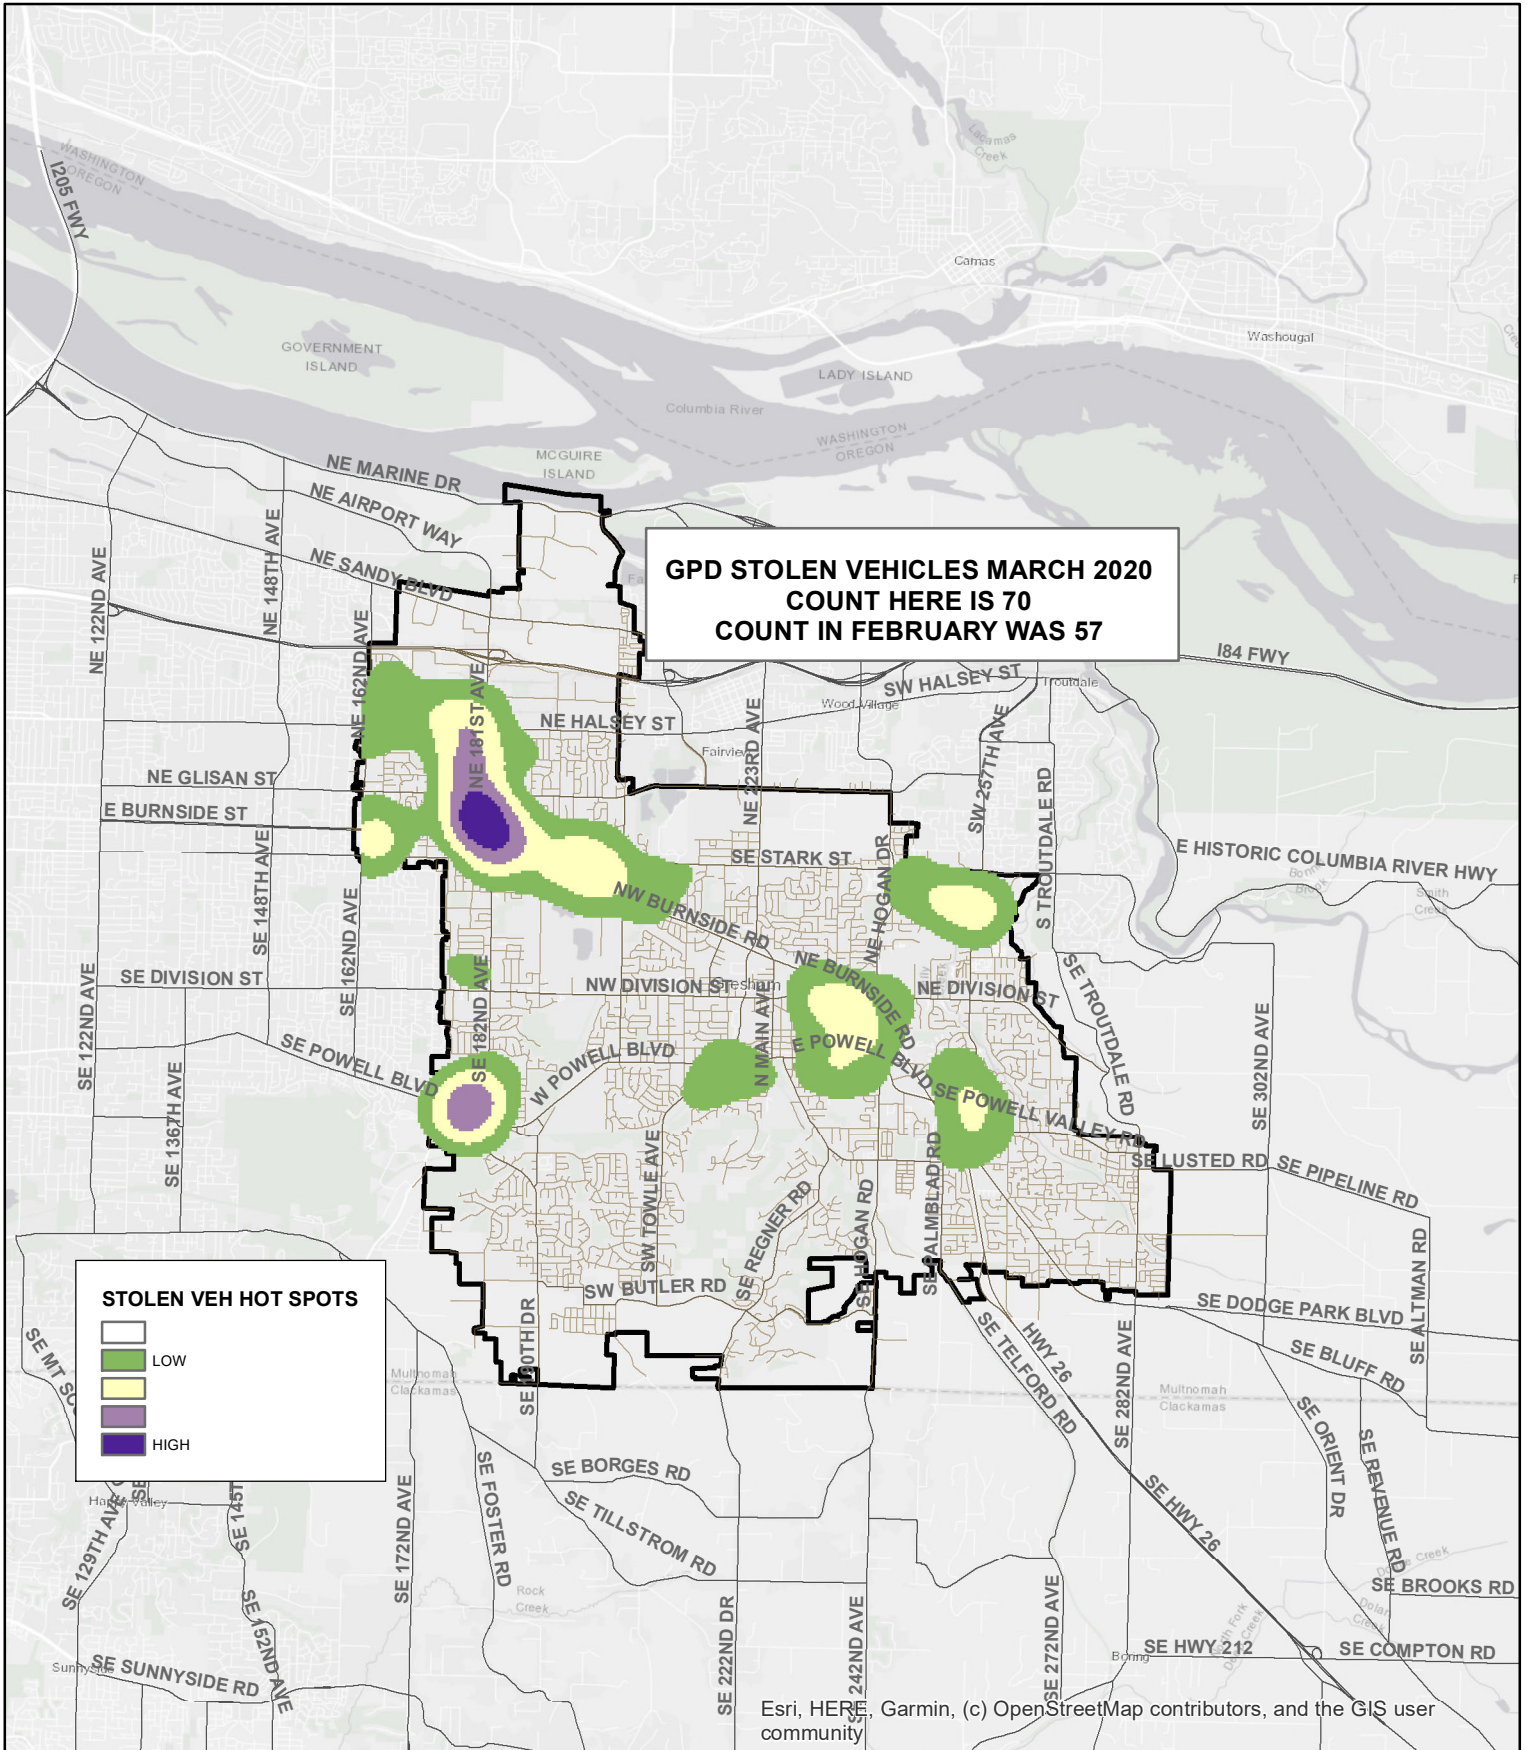 WASHINGTON
OREGON
I205 FWY
Lacamas
Creek
Camas
Washougal
GOVERNMENT
ISLAND
LADY ISLAND
Columbia River
WASHINGTON
OREGON
MCGUIRE
ISLAND
NE MARINE DR
NE AIRPORT WAY
NE SANDY BLVD
NE 122ND AVE
NE 148TH AVE
NE 162ND AVE
GPD STOLEN VEHICLES MARCH 2020
COUNT HERE IS 70
COUNT IN FEBRUARY WAS 57
I84 FWY
SW HALSEY ST
Troutdale
Wood Village
NE 181ST AVE
NE HALSEY ST
Fairview
NE 223RD AVE
SW 257TH AVE
S TROUTDALE RD
NE GLISAN ST
E BURNSIDE ST
SE STARK ST
E HISTORIC COLUMBIA RIVER HWY
Smith
Creek
SE 148TH AVE
SE 162ND AVE
NW BURNSIDE RD
NE HOGAN DR
SE DIVISION ST
SE 122ND AVE
SE 182ND AVE
NW DIVISION ST
Gresham
NE BURNSIDE RD
NE DIVISION ST
SE TROUTDALE RD
SE 302ND AVE
SE POWELL BLVD
W POWELL BLVD
N MAIN AVE
E POWELL BLVD
SE POWELL VALLEY RD
SE 136TH AVE
SW TOWLE AVE
SE REGNER RD
SE HOGAN RD
SE PALMBLAD RD
SE LUSTED RD
SE PIPELINE RD
SE ALTMAN RD
SW BUTLER RD
SE 190TH DR
SE DODGE PARK BLVD
SE BLUFF RD
STOLEN VEH HOT SPOTS
LOW
HIGH
Multnomah
Clackamas
SE TELFORD RD
HWY 26
SE 282ND AVE
Multnomah
Clackamas
SE ORIENT DR
SE REVENUE RD
SE BORGES RD
SE TILLSTROM RD
SE FOSTER RD
SE 172ND AVE
SE HWY 26
Happy Valley
SE 129TH AVE
SE 145T
SE 152ND AVE
Rock
Creek
SE BROOKS RD
Dolan
Creek
SE 222ND DR
SE 242ND AVE
SE 272ND AVE
Boring
SE HWY 212
SE COMPTON RD
Sunnyside
SE SUNNYSIDE RD
Esri, HERE, Garmin, (c) OpenStreetMap contributors, and the GIS user
community